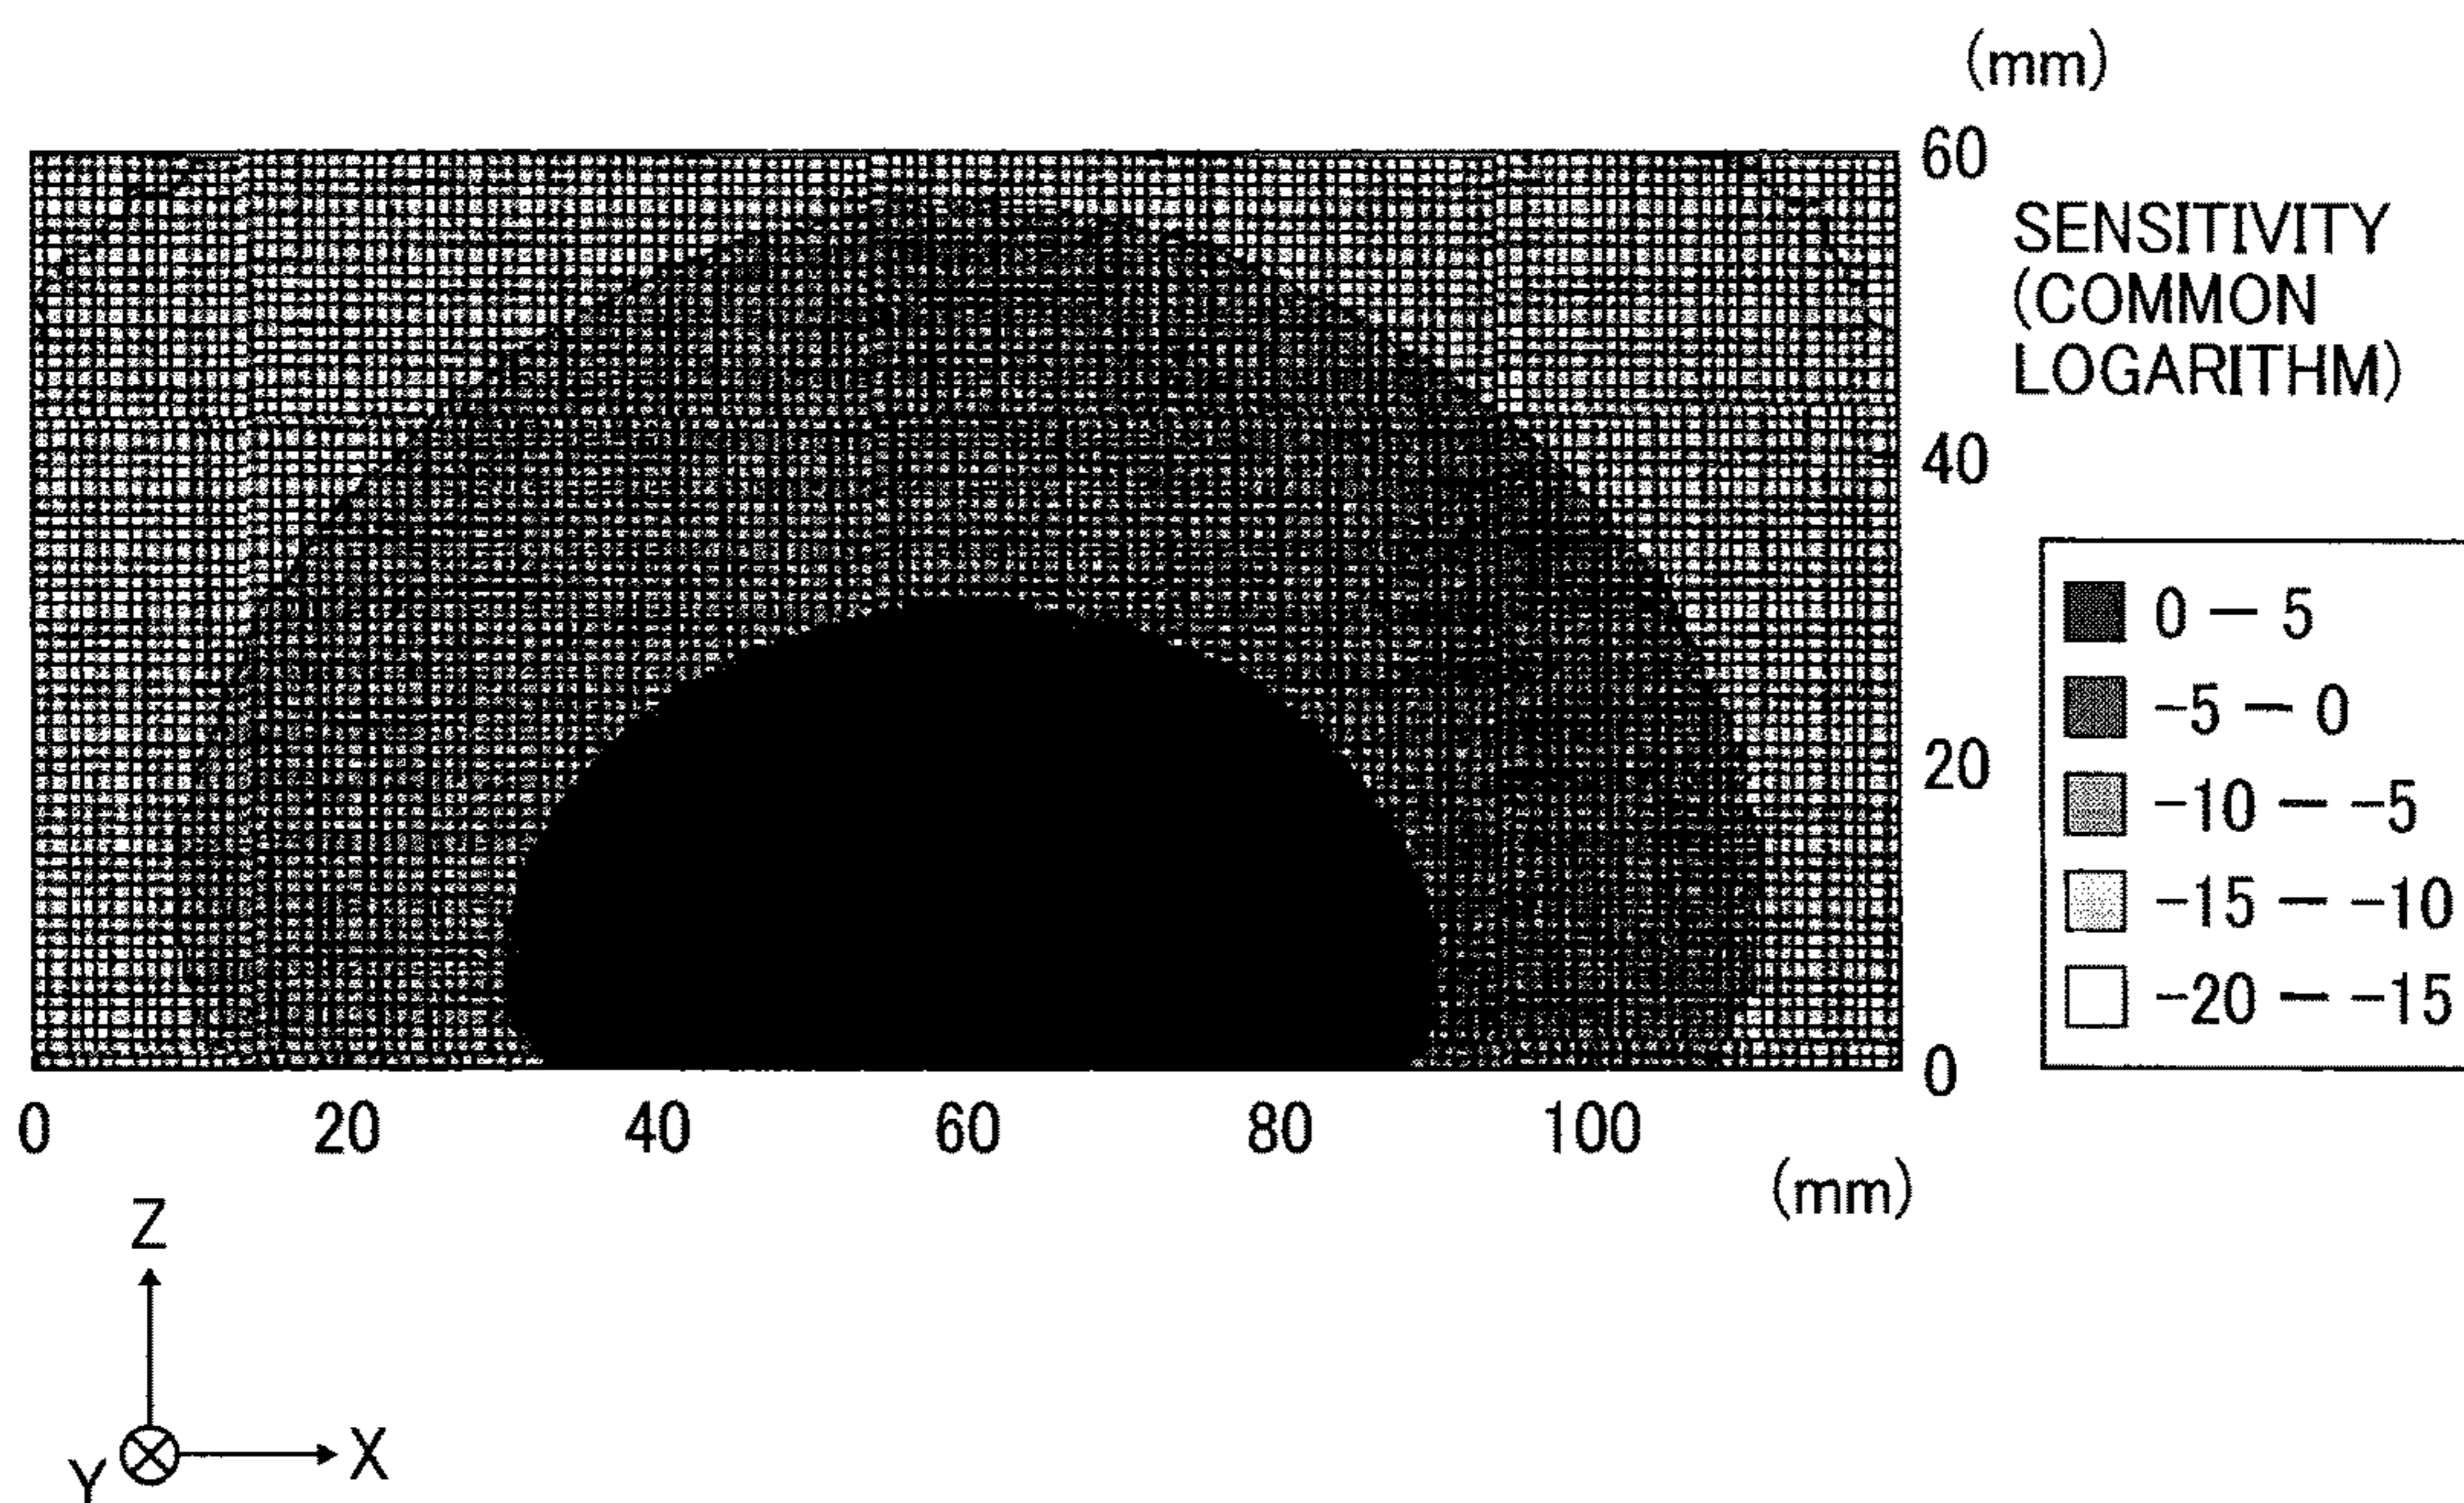 (mm)
60
SENSITIVITY
(COMMON
LOGARITHM)
40
20
0
0 — 5
-5 — 0
-10 — -5
-15 — -10
-20 — -15
0 20 40 60 80 100
(mm)
Z
Y X